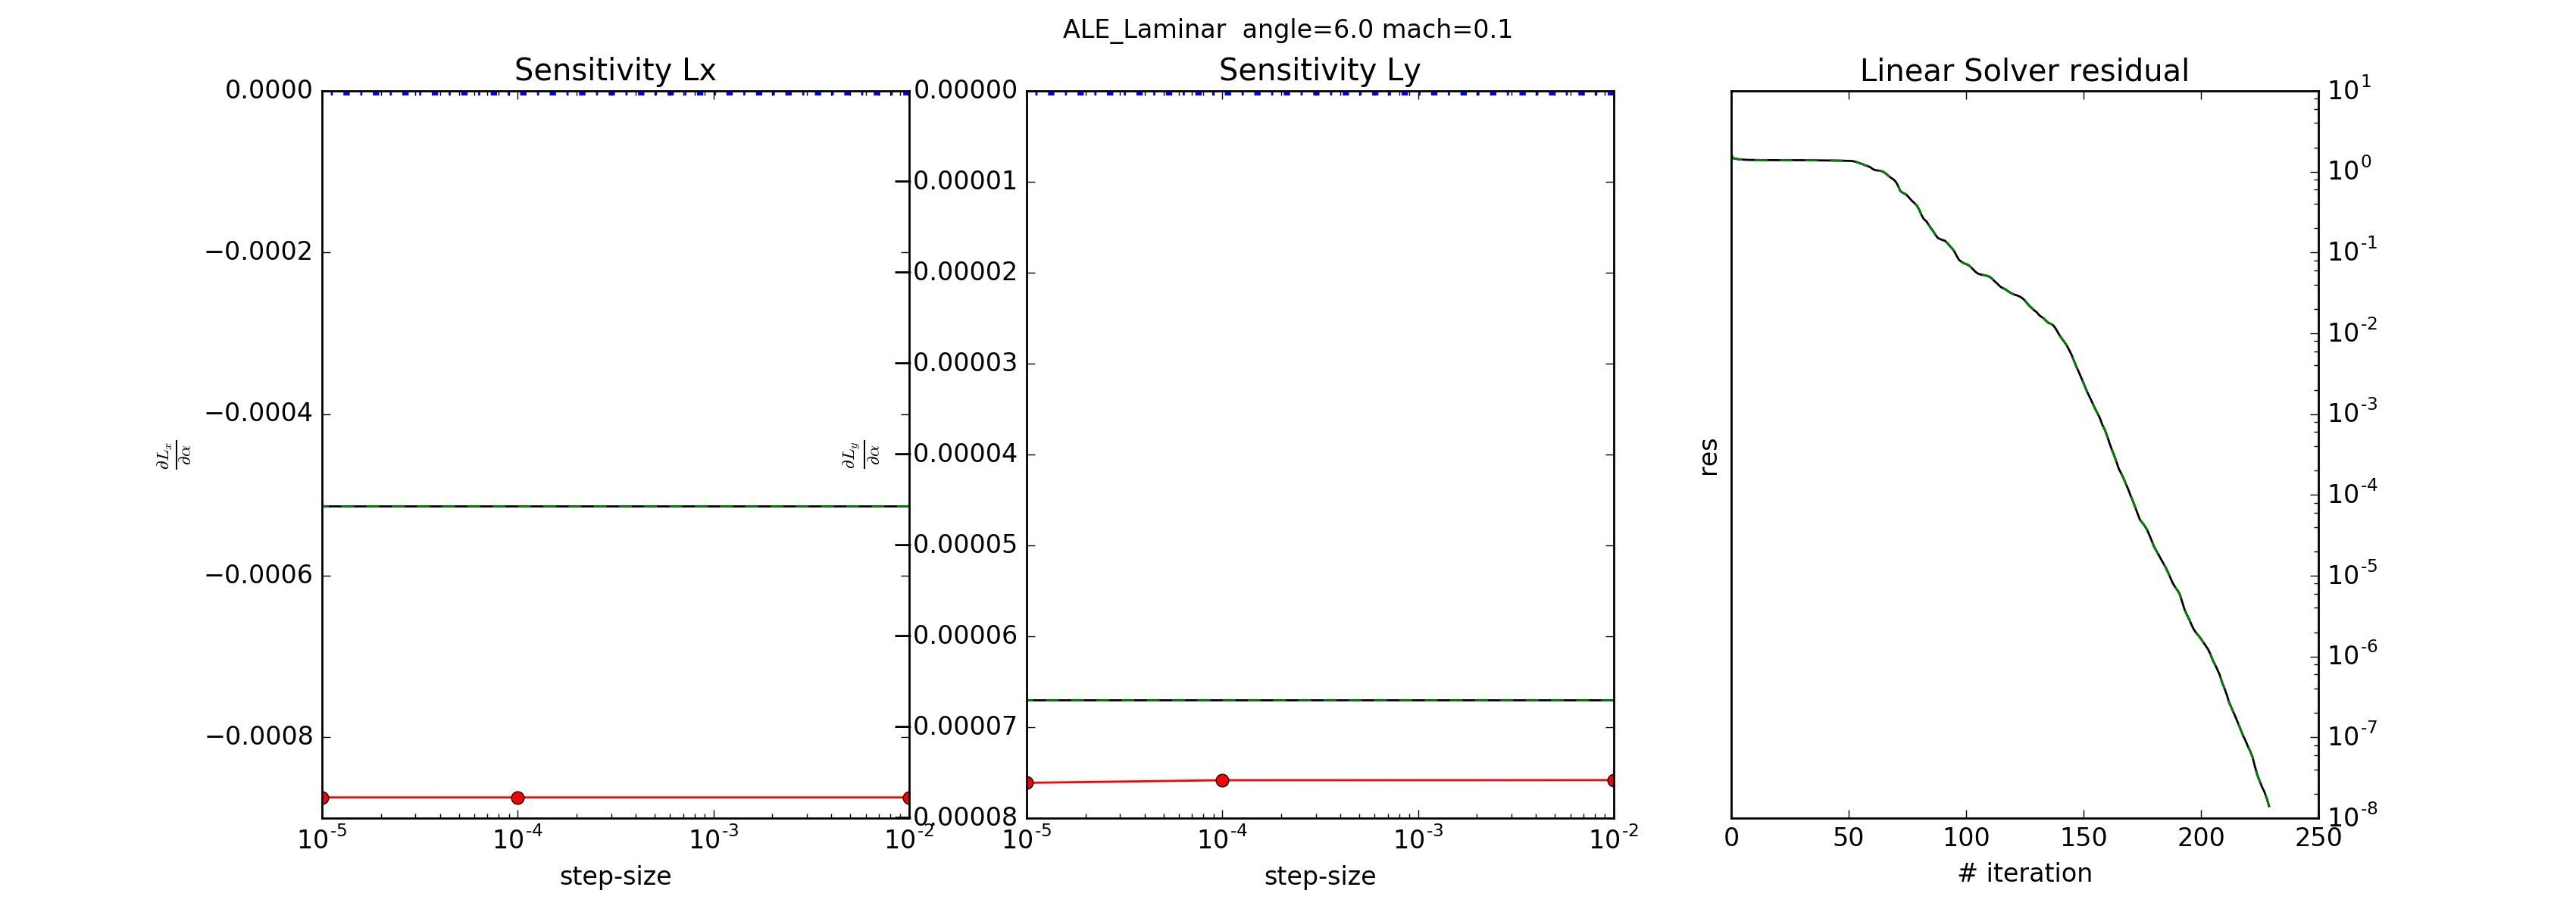 ALE_Laminar  angle=6.0 mach=0.1
Sensitivity Lx
0.0000
−0.0002
−0.0004
−0.0006
−0.0008
∂Lx/∂α
10^-5 10^-4 10^-3 10^-2
step-size
Sensitivity Ly
0.00000
−0.00001
−0.00002
−0.00003
−0.00004
−0.00005
−0.00006
−0.00007
−0.00008
∂Ly/∂α
10^-5 10^-4 10^-3 10^-2
step-size
Linear Solver residual
res
10^1
10^0
10^-1
10^-2
10^-3
10^-4
10^-5
10^-6
10^-7
10^-8
0 50 100 150 200 250
# iteration